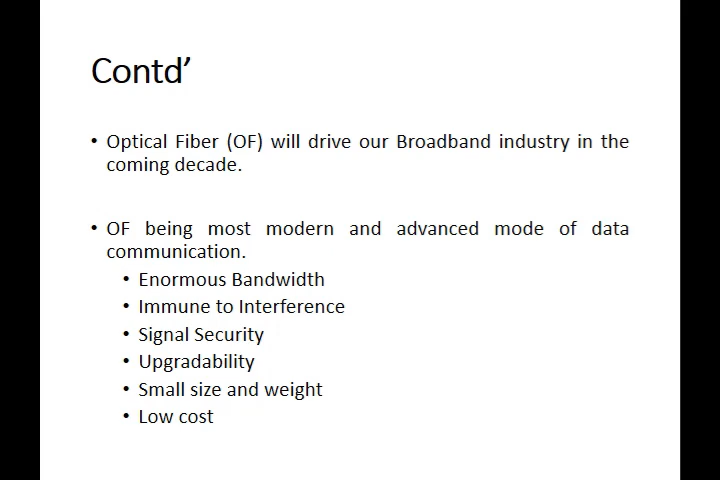 Contd’
• Optical Fiber (OF) will drive our Broadband industry in the
coming decade.
• OF being most modern and advanced mode of data
communication.
• Enormous Bandwidth
• Immune to Interference
• Signal Security
• Upgradability
• Small size and weight
• Low cost